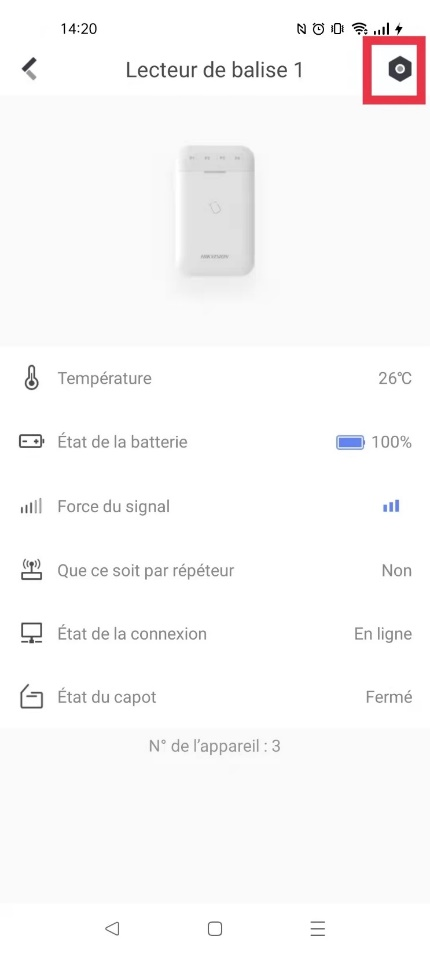 14:20
Lecteur de balise 1
HIKVISION
Température 26℃
État de la batterie 100%
Force du signal
Que ce soit par répéteur Non
État de la connexion En ligne
État du capot Fermé
N° de l’appareil : 3